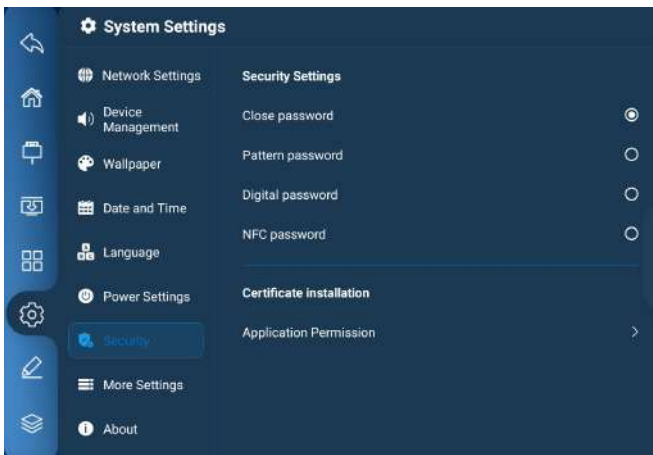 System Settings
Network Settings
Device
Management
Wallpaper
Date and Time
Language
Power Settings
Security
More Settings
About
Security Settings
Close password
Pattern password
Digital password
NFC password
Certificate installation
Application Permission